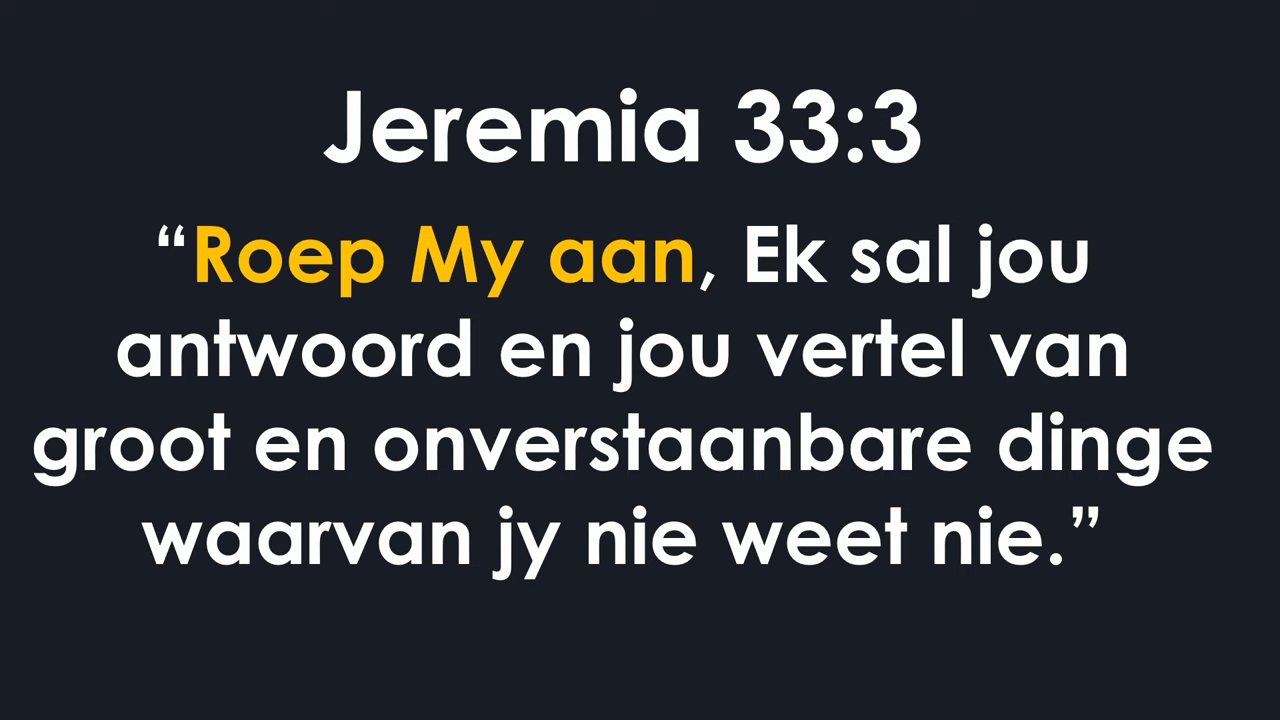 Jeremia 33:3
“Roep My aan, Ek sal jou
antwoord en jou vertel van
groot en onverstaanbare dinge
waarvan jy nie weet nie.”